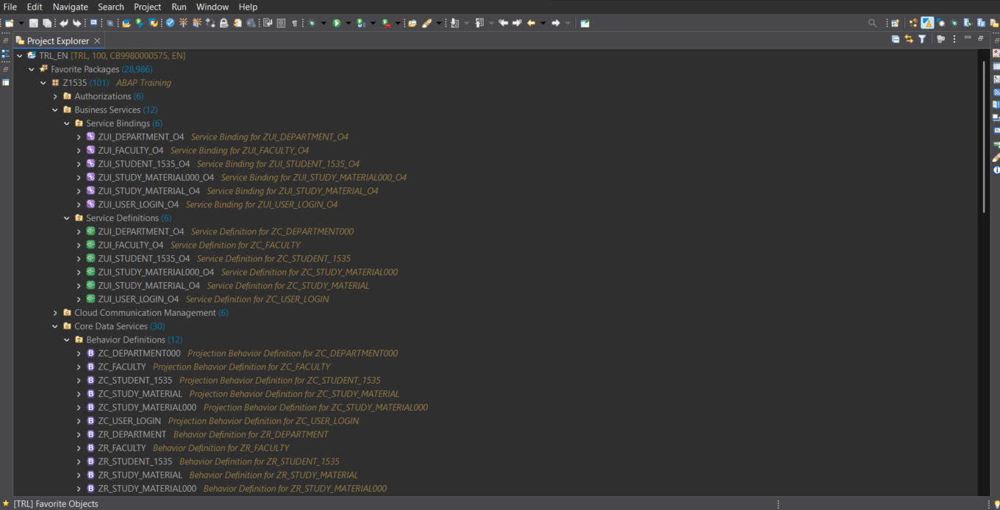 File Edit Navigate Search Project Run Window Help
Project Explorer
TRL_EN [TRL, 100, CB9980000575, EN]
Favorite Packages (28,986)
Z1535 (101) ABAP Training
Authorizations (6)
Business Services (12)
Service Bindings (6)
ZUI_DEPARTMENT_O4 Service Binding for ZUI_DEPARTMENT_O4
ZUI_FACULTY_O4 Service Binding for ZUI_FACULTY_O4
ZUI_STUDENT_1535_O4 Service Binding for ZUI_STUDENT_1535_O4
ZUI_STUDY_MATERIAL000_O4 Service Binding for ZUI_STUDY_MATERIAL000_O4
ZUI_STUDY_MATERIAL_O4 Service Binding for ZUI_STUDY_MATERIAL_O4
ZUI_USER_LOGIN_O4 Service Binding for ZUI_USER_LOGIN_O4
Service Definitions (6)
ZUI_DEPARTMENT_O4 Service Definition for ZC_DEPARTMENT000
ZUI_FACULTY_O4 Service Definition for ZC_FACULTY
ZUI_STUDENT_1535_O4 Service Definition for ZC_STUDENT_1535
ZUI_STUDY_MATERIAL000_O4 Service Definition for ZC_STUDY_MATERIAL000
ZUI_STUDY_MATERIAL_O4 Service Definition for ZC_STUDY_MATERIAL
ZUI_USER_LOGIN_O4 Service Definition for ZC_USER_LOGIN
Cloud Communication Management (6)
Core Data Services (30)
Behavior Definitions (12)
ZC_DEPARTMENT000 Projection Behavior Definition for ZC_DEPARTMENT000
ZC_FACULTY Projection Behavior Definition for ZC_FACULTY
ZC_STUDENT_1535 Projection Behavior Definition for ZC_STUDENT_1535
ZC_STUDY_MATERIAL Projection Behavior Definition for ZC_STUDY_MATERIAL
ZC_STUDY_MATERIAL000 Projection Behavior Definition for ZC_STUDY_MATERIAL000
ZC_USER_LOGIN Projection Behavior Definition for ZC_USER_LOGIN
ZR_DEPARTMENT Behavior Definition for ZR_DEPARTMENT
ZR_FACULTY Behavior Definition for ZR_FACULTY
ZR_STUDENT_1535 Behavior Definition for ZR_STUDENT_1535
ZR_STUDY_MATERIAL Behavior Definition for ZR_STUDY_MATERIAL
ZR_STUDY_MATERIAL000 Behavior Definition for ZR_STUDY_MATERIAL000
[TRL] Favorite Objects